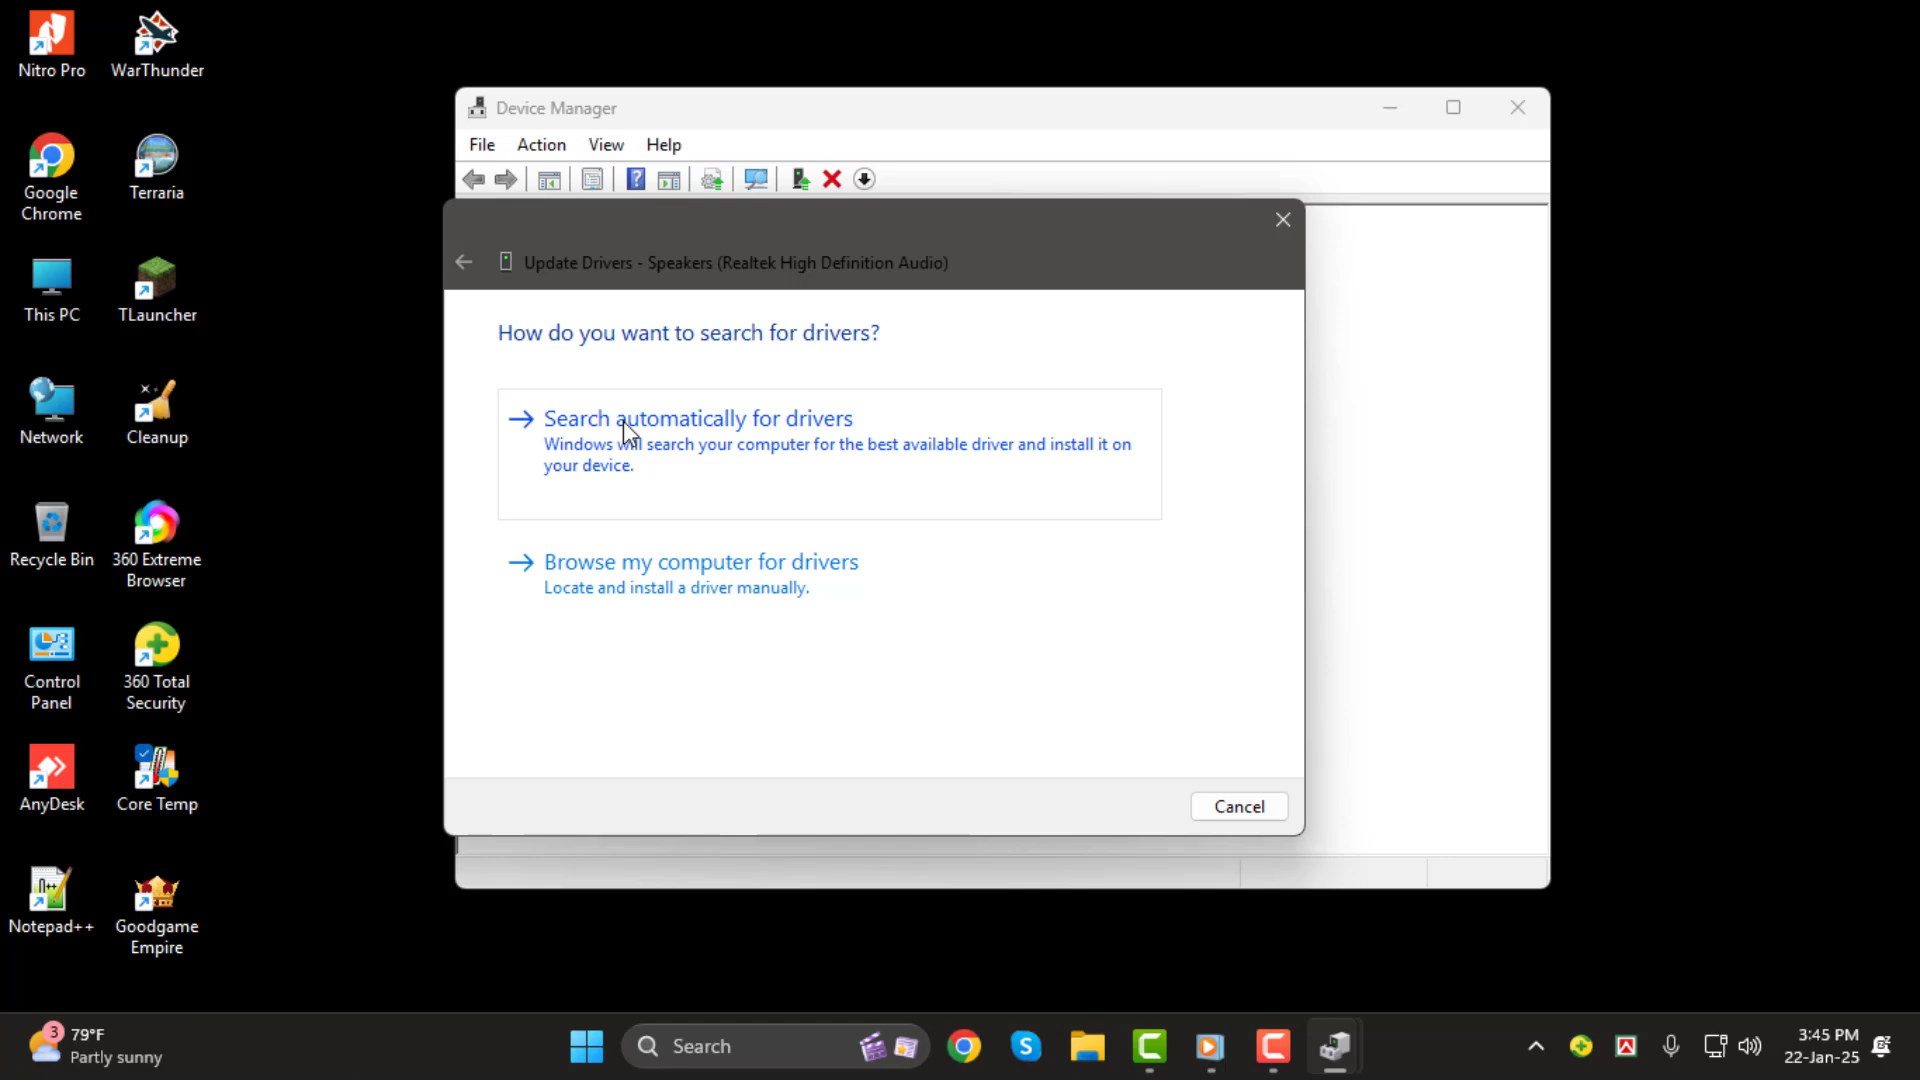 Nitro Pro
WarThunder
Google
Chrome
Terraria
This PC
TLauncher
Network
Cleanup
Recycle Bin
360 Extreme
Browser
Control
Panel
360 Total
Security
AnyDesk
Core Temp
Notepad++
Goodgame
Empire
Device Manager
File Action View Help
Update Drivers - Speakers (Realtek High Definition Audio)
How do you want to search for drivers?
Search automatically for drivers
Windows will search your computer for the best available driver and install it on
your device.
Browse my computer for drivers
Locate and install a driver manually.
Cancel
3
79°F
Partly sunny
Search
3:45 PM
22-Jan-25